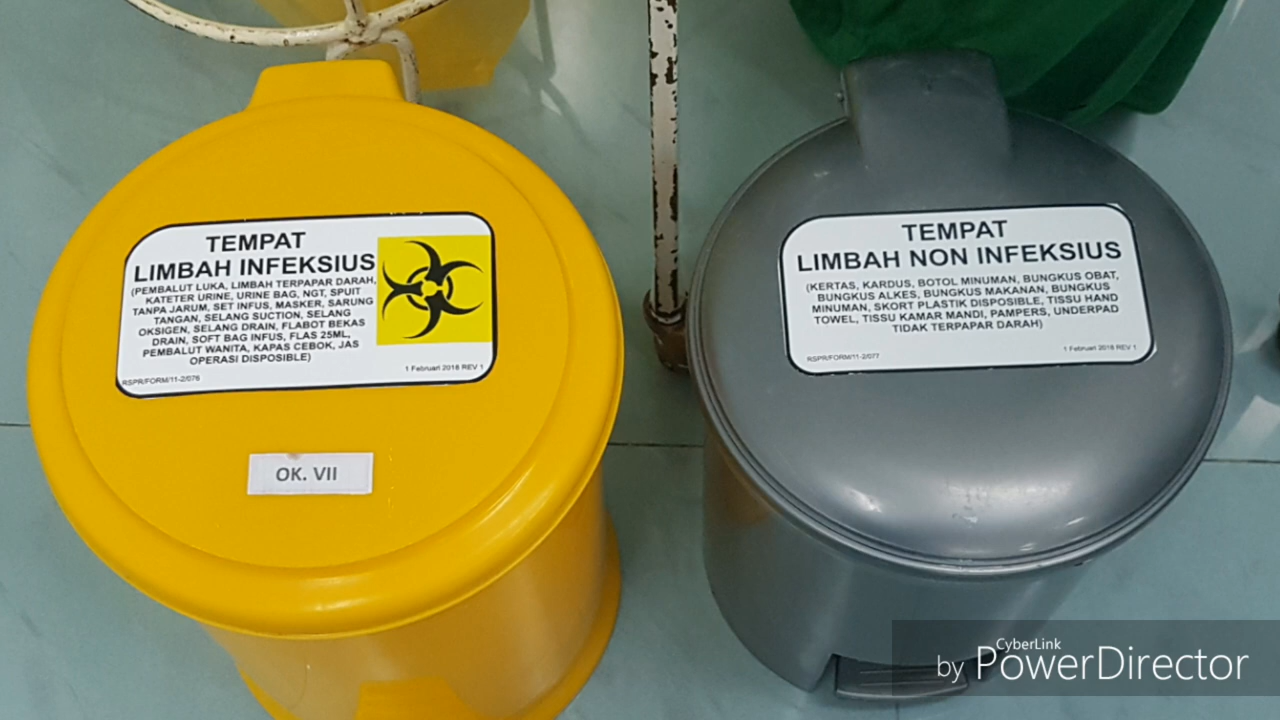 TEMPAT
LIMBAH INFEKSIUS
(PEMBALUT LUKA, LIMBAH TERPAPAR DARAH,
KATETER URINE, URINE BAG, NGT, SPUIT
TANPA JARUM, SET INFUS, MASKER, SARUNG
TANGAN, SELANG SUCTION, SELANG
OKSIGEN, SELANG DRAIN, FLABOT BEKAS
DRAIN, SOFT BAG INFUS, FLAS 25ML,
PEMBALUT WANITA, KAPAS CEBOK, JAS
OPERASI DISPOSIBLE)
RSPR/FORM/11-2/076
1 Februari 2018 REV 1
OK. VII
TEMPAT
LIMBAH NON INFEKSIUS
(KERTAS, KARDUS, BOTOL MINUMAN, BUNGKUS OBAT,
BUNGKUS ALKES, BUNGKUS MAKANAN, BUNGKUS
MINUMAN, SKORT PLASTIK DISPOSIBLE, TISSU HAND
TOWEL, TISSU KAMAR MANDI, PAMPERS, UNDERPAD
TIDAK TERPAPAR DARAH)
RSPR/FORM/11-2/077
1 Februari 2018 REV 1
CyberLink
by PowerDirector